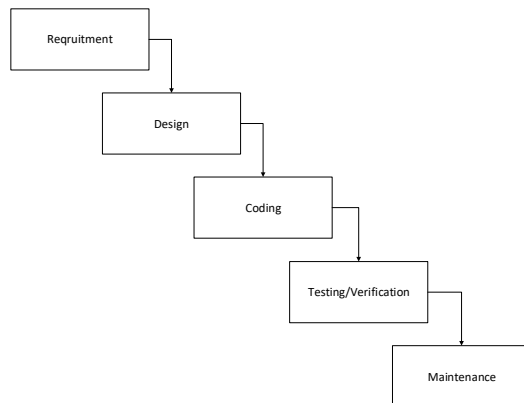 Reqruitment
Design
Coding
Testing/Verification
Maintenance